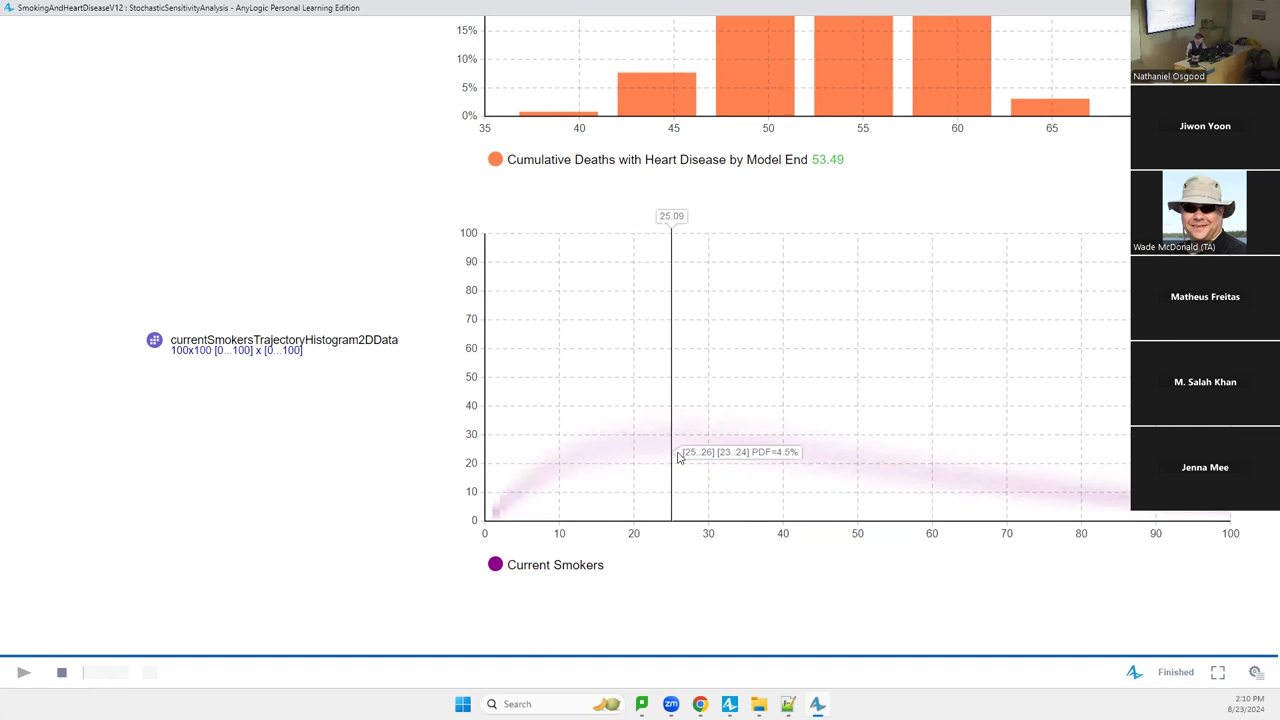 SmokingAndHeartDiseaseV12 : StochasticSensitivityAnalysis - AnyLogic Personal Learning Edition
15%
10%
5%
0%
35 40 45 50 55 60 65
Cumulative Deaths with Heart Disease by Model End 53.49
25.09
100
90
80
70
60
50
40
30
20
10
0
[25..26] [23..24] PDF=4.5%
0 10 20 30 40 50 60 70 80 90 100
Current Smokers
currentSmokersTrajectoryHistogram2DData
100x100 [0...100] x [0...100]
Nathaniel Osgood
Jiwon Yoon
Wade McDonald (TA)
Matheus Freitas
M. Salah Khan
Jenna Mee
Finished
Search
zm
2:10 PM
8/23/2024